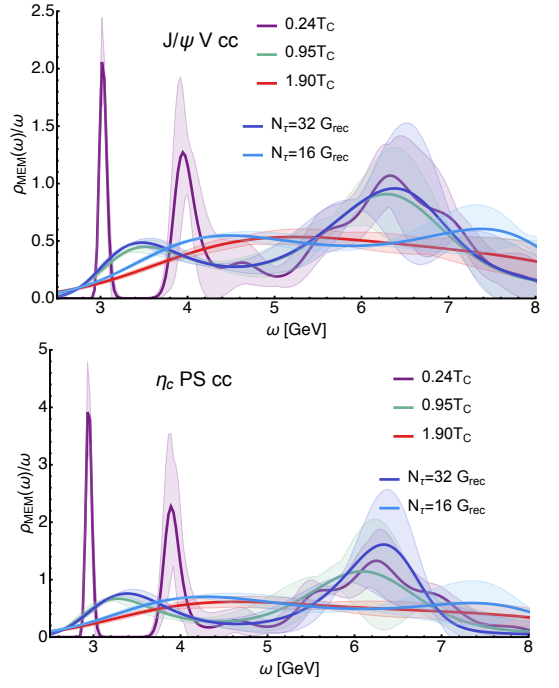 J/ψ V cc
0.24T_C
0.95T_C
1.90T_C
N_τ=32 G_rec
N_τ=16 G_rec
ρ_MEM(ω)/ω
2.5
2.0
1.5
1.0
0.5
0.0
3 4 5 6 7 8
ω [GeV]
η_c PS cc
0.24T_C
0.95T_C
1.90T_C
N_τ=32 G_rec
N_τ=16 G_rec
ρ_MEM(ω)/ω
5
4
3
2
1
0
3 4 5 6 7 8
ω [GeV]